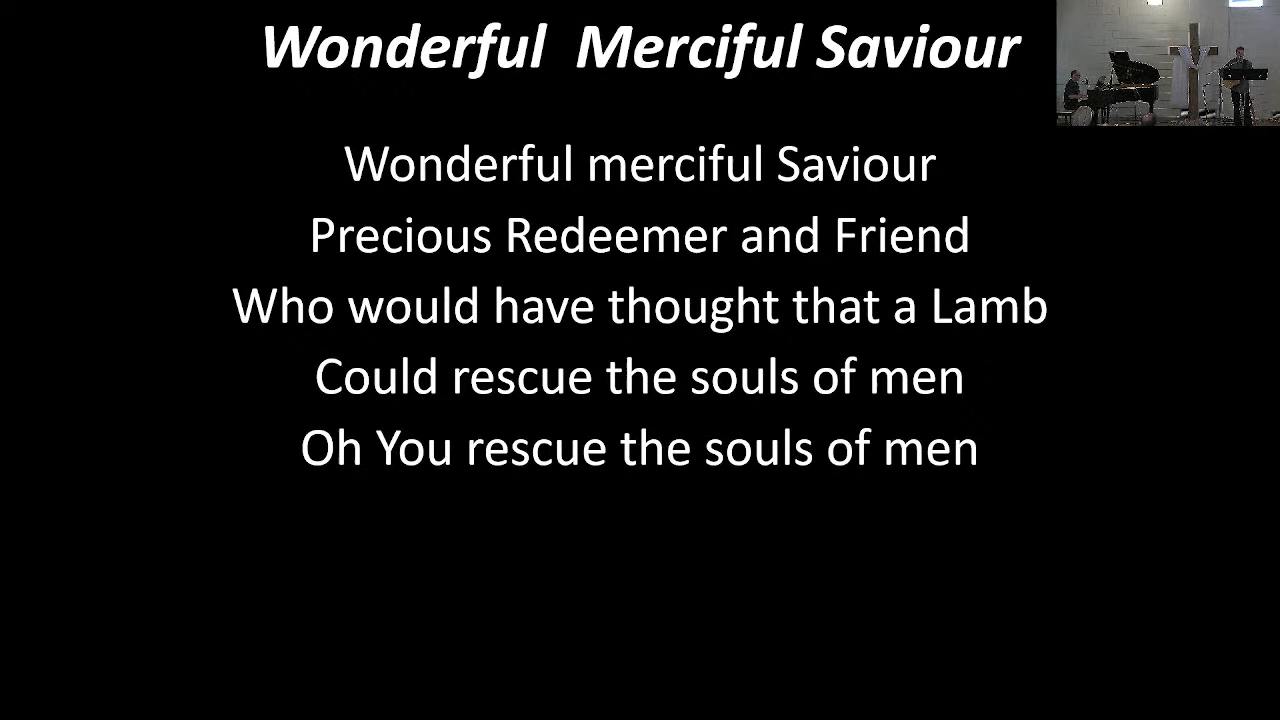 Wonderful  Merciful Saviour
Wonderful merciful Saviour
Precious Redeemer and Friend
Who would have thought that a Lamb
Could rescue the souls of men
Oh You rescue the souls of men